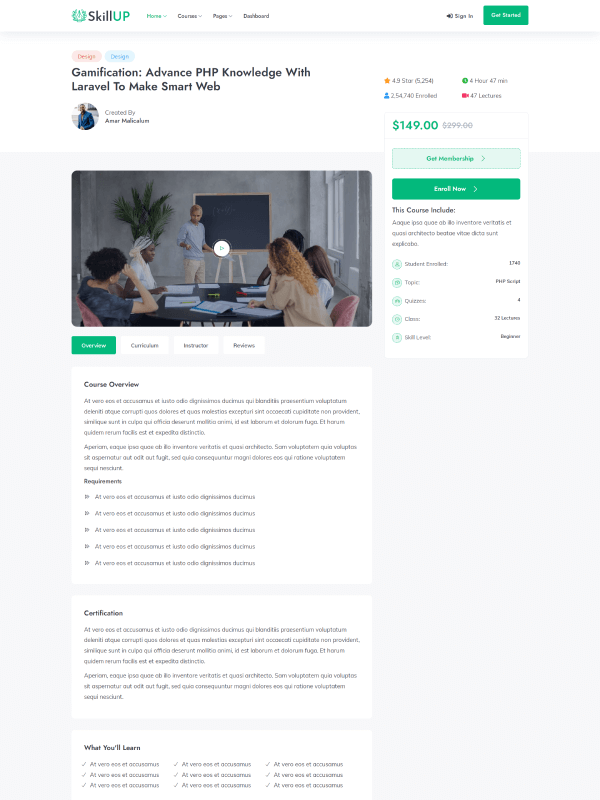 SkillUP
Home
Courses
Pages
Dashboard
Sign In
Get Started
Design
Design
Gamification: Advance PHP Knowledge With
Laravel To Make Smart Web
Created By
Amar Malicalum
4.9 Star (5,254)
4 Hour 47 min
2,54,740 Enrolled
47 Lectures
$149.00 $299.00
Get Membership
Enroll Now
This Course Include:
Aaque ipsa quae ab illo inventore veritatis et
quasi architecto beatae vitae dicta sunt
explicabo.
Student Enrolled: 1740
Topic: PHP Script
Quizzes: 4
Class: 32 Lectures
Skill Level: Beginner
Overview
Curriculum
Instructor
Reviews
Course Overview
At vero eos et accusamus et iusto odio dignissimos ducimus qui blanditiis praesentium voluptatum
deleniti atque corrupti quos dolores et quas molestias excepturi sint occaecati cupiditate non provident,
similique sunt in culpa qui officia deserunt mollitia animi, id est laborum et dolorum fuga. Et harum
quidem rerum facilis est et expedita distinctio.
Aperiam, eaque ipsa quae ab illo inventore veritatis et quasi architecto. Sam voluptatem quia voluptas
sit aspernatur aut odit aut fugit, sed quia consequuntur magni dolores eos qui ratione voluptatem
sequi nesciunt.
Requirements
At vero eos et accusamus et iusto odio dignissimos ducimus
At vero eos et accusamus et iusto odio dignissimos ducimus
At vero eos et accusamus et iusto odio dignissimos ducimus
At vero eos et accusamus et iusto odio dignissimos ducimus
At vero eos et accusamus et iusto odio dignissimos ducimus
Certification
At vero eos et accusamus et iusto odio dignissimos ducimus qui blanditiis praesentium voluptatum
deleniti atque corrupti quos dolores et quas molestias excepturi sint occaecati cupiditate non provident,
similique sunt in culpa qui officia deserunt mollitia animi, id est laborum et dolorum fuga. Et harum
quidem rerum facilis est et expedita distinctio.
Aperiam, eaque ipsa quae ab illo inventore veritatis et quasi architecto. Sam voluptatem quia voluptas
sit aspernatur aut odit aut fugit, sed quia consequuntur magni dolores eos qui ratione voluptatem
sequi nesciunt.
What You'll Learn
At vero eos et accusamus
At vero eos et accusamus
At vero eos et accusamus
At vero eos et accusamus
At vero eos et accusamus
At vero eos et accusamus
At vero eos et accusamus
At vero eos et accusamus
At vero eos et accusamus